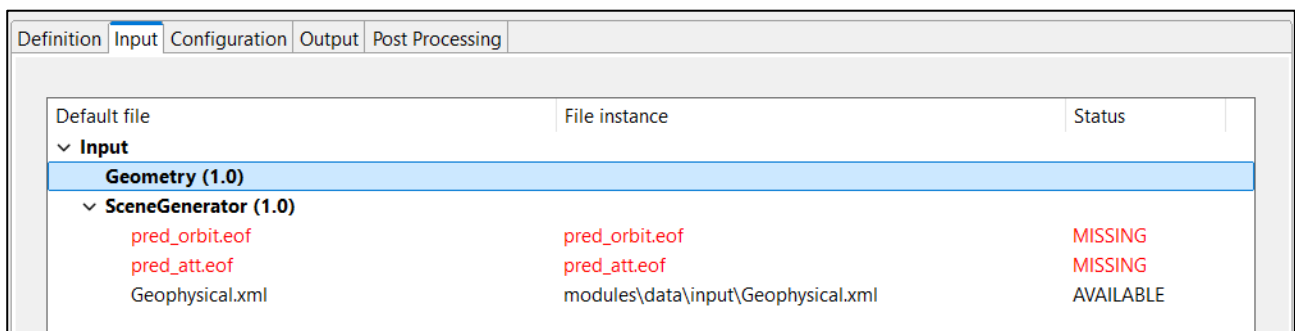 Definition Input Configuration Output Post Processing
Default file File instance Status
Input
Geometry (1.0)
SceneGenerator (1.0)
pred_orbit.eof pred_orbit.eof MISSING
pred_att.eof pred_att.eof MISSING
Geophysical.xml modules\data\input\Geophysical.xml AVAILABLE